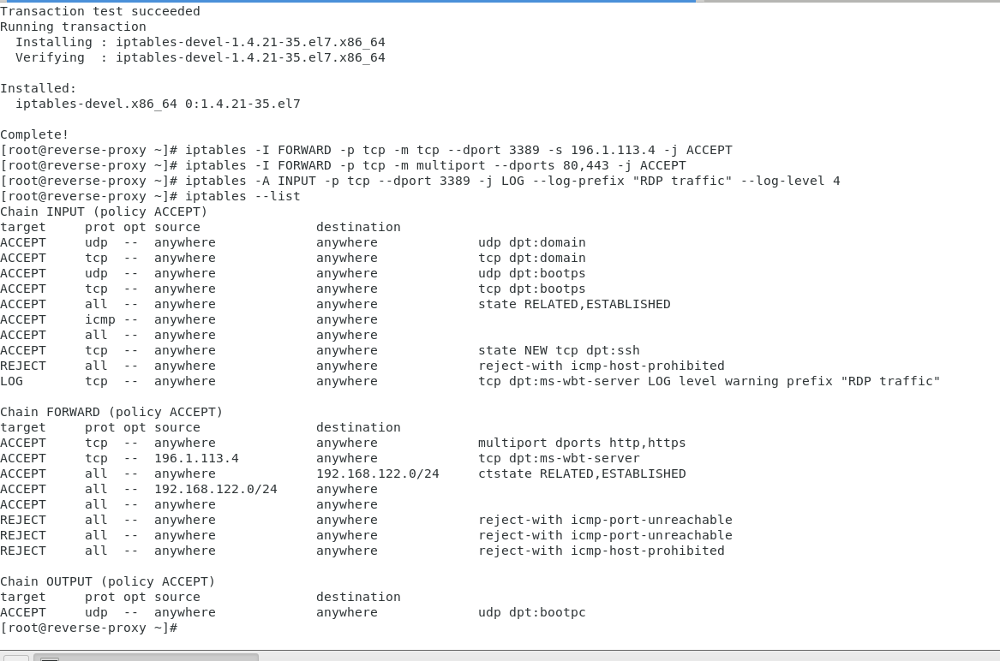 Transaction test succeeded
Running transaction
  Installing : iptables-devel-1.4.21-35.el7.x86_64
  Verifying  : iptables-devel-1.4.21-35.el7.x86_64

Installed:
  iptables-devel.x86_64 0:1.4.21-35.el7

Complete!
[root@reverse-proxy ~]# iptables -I FORWARD -p tcp -m tcp --dport 3389 -s 196.1.113.4 -j ACCEPT
[root@reverse-proxy ~]# iptables -I FORWARD -p tcp -m multiport --dports 80,443 -j ACCEPT
[root@reverse-proxy ~]# iptables -A INPUT -p tcp --dport 3389 -j LOG --log-prefix "RDP traffic" --log-level 4
[root@reverse-proxy ~]# iptables --list
Chain INPUT (policy ACCEPT)
target     prot opt source               destination
ACCEPT     udp  --  anywhere             anywhere             udp dpt:domain
ACCEPT     tcp  --  anywhere             anywhere             tcp dpt:domain
ACCEPT     udp  --  anywhere             anywhere             udp dpt:bootps
ACCEPT     tcp  --  anywhere             anywhere             tcp dpt:bootps
ACCEPT     all  --  anywhere             anywhere             state RELATED,ESTABLISHED
ACCEPT     icmp --  anywhere             anywhere
ACCEPT     all  --  anywhere             anywhere
ACCEPT     tcp  --  anywhere             anywhere             state NEW tcp dpt:ssh
REJECT     all  --  anywhere             anywhere             reject-with icmp-host-prohibited
LOG        tcp  --  anywhere             anywhere             tcp dpt:ms-wbt-server LOG level warning prefix "RDP traffic"

Chain FORWARD (policy ACCEPT)
target     prot opt source               destination
ACCEPT     tcp  --  anywhere             anywhere             multiport dports http,https
ACCEPT     tcp  --  196.1.113.4          anywhere             tcp dpt:ms-wbt-server
ACCEPT     all  --  anywhere             192.168.122.0/24     ctstate RELATED,ESTABLISHED
ACCEPT     all  --  192.168.122.0/24     anywhere
ACCEPT     all  --  anywhere             anywhere
REJECT     all  --  anywhere             anywhere             reject-with icmp-port-unreachable
REJECT     all  --  anywhere             anywhere             reject-with icmp-port-unreachable
REJECT     all  --  anywhere             anywhere             reject-with icmp-host-prohibited

Chain OUTPUT (policy ACCEPT)
target     prot opt source               destination
ACCEPT     udp  --  anywhere             anywhere             udp dpt:bootpc
[root@reverse-proxy ~]#